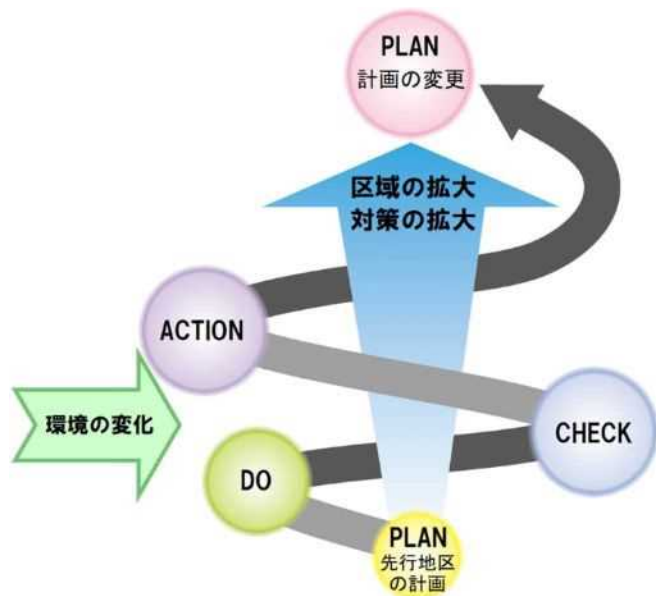 PLAN
計画の変更
区域の拡大
対策の拡大
ACTION
環境の変化
CHECK
DO
PLAN
先行地区
の計画